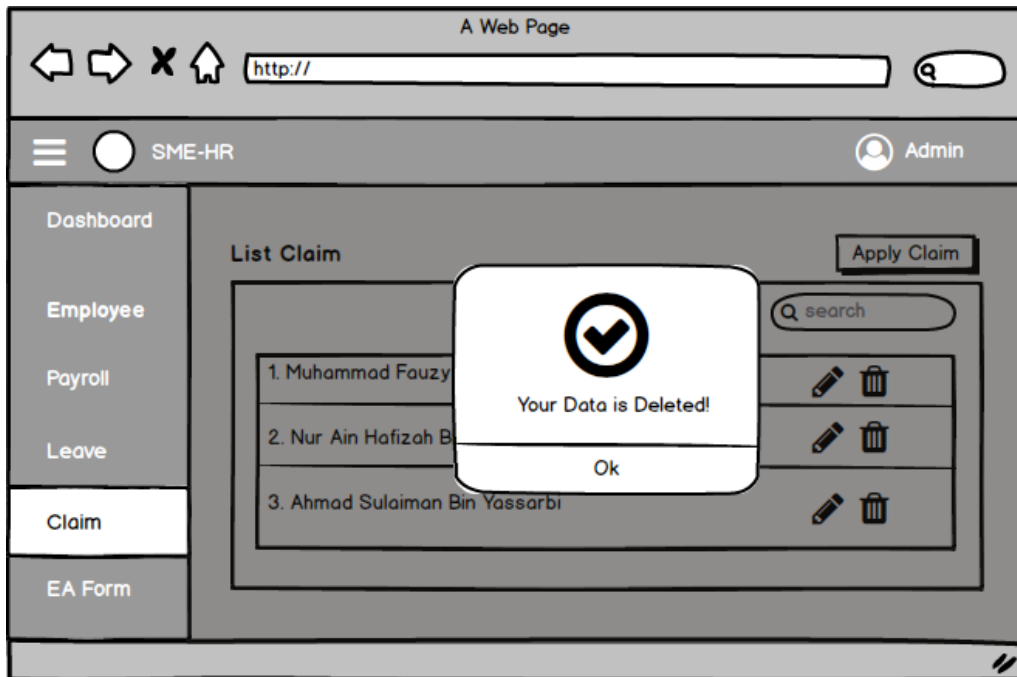 A Web Page
http://
SME-HR
Admin
Dashboard
Employee
Payroll
Leave
Claim
EA Form
List Claim
Apply Claim
search
1. Muhammad Fauzy
2. Nur Ain Hafizah B
3. Ahmad Sulaiman Bin Yassarbi
Your Data is Deleted!
Ok